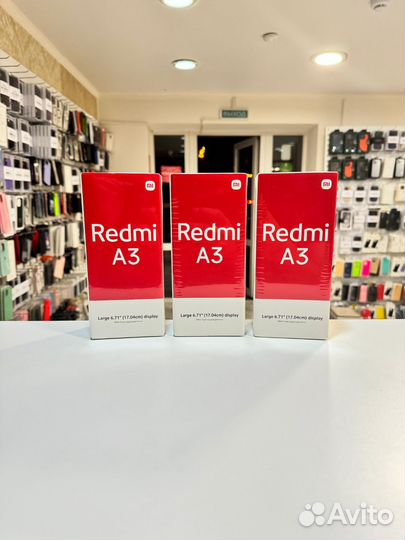 ВЫХОД
Redmi
A3
Large 6.71" (17.04cm) display
Redmi
A3
Large 6.71" (17.04cm) display
Redmi
A3
Large 6.71" (17.04cm) display
Avito